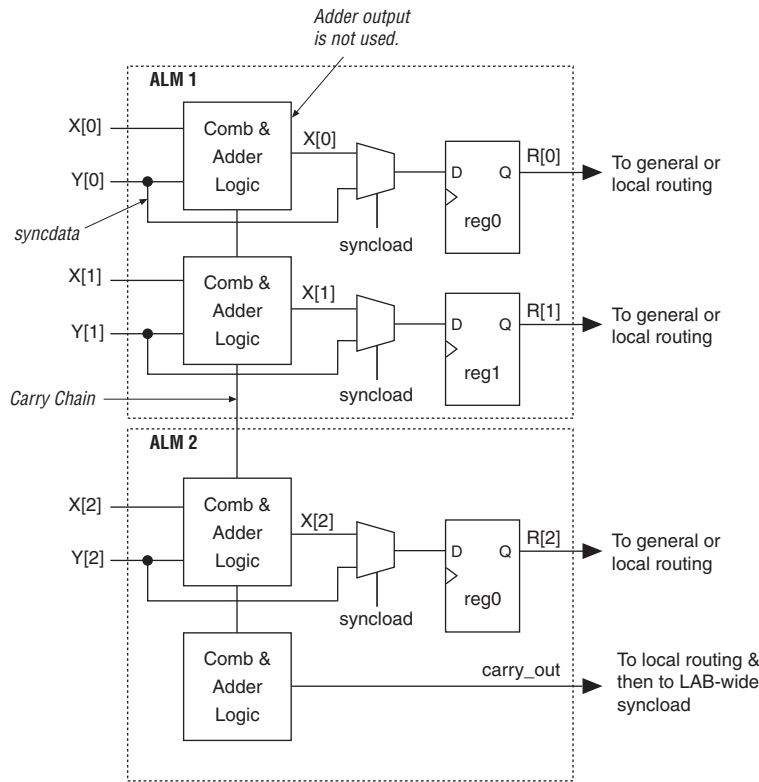 Adder output
is not used.
ALM 1
X[0]
Comb &
Adder
Logic
X[0]
Y[0]
syncdata
syncload
D Q
reg0
R[0]
To general or
local routing
X[1]
Comb &
Adder
Logic
X[1]
Y[1]
syncload
D Q
reg1
R[1]
To general or
local routing
Carry Chain
ALM 2
X[2]
Comb &
Adder
Logic
X[2]
Y[2]
syncload
D Q
reg0
R[2]
To general or
local routing
Comb &
Adder
Logic
carry_out
To local routing &
then to LAB-wide
syncload